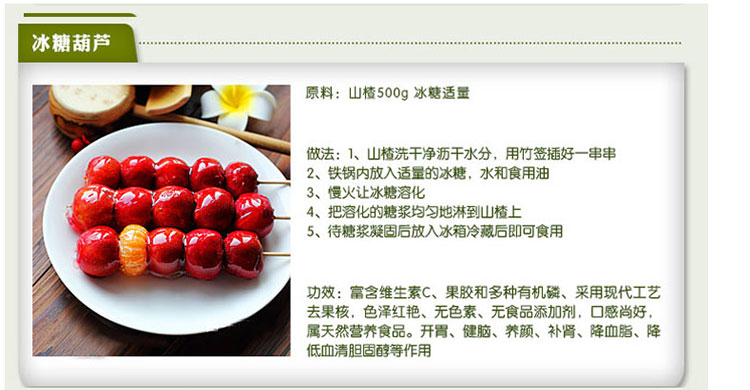 冰糖葫芦
原料：山楂500g 冰糖适量
做法：1、山楂洗干净沥干水分，用竹签插好一串串
2、铁锅内放入适量的冰糖，水和食用油
3、慢火让冰糖溶化
4、把溶化的糖浆均匀地淋到山楂上
5、待糖浆凝固后放入冰箱冷藏后即可食用
功效：富含维生素C、果胶和多种有机磷、采用现代工艺
去果核，色泽红艳、无色素、无食品添加剂，口感尚好，
属天然营养食品。开胃、健脑、养颜、补肾、降血脂、降
低血清胆固醇等作用